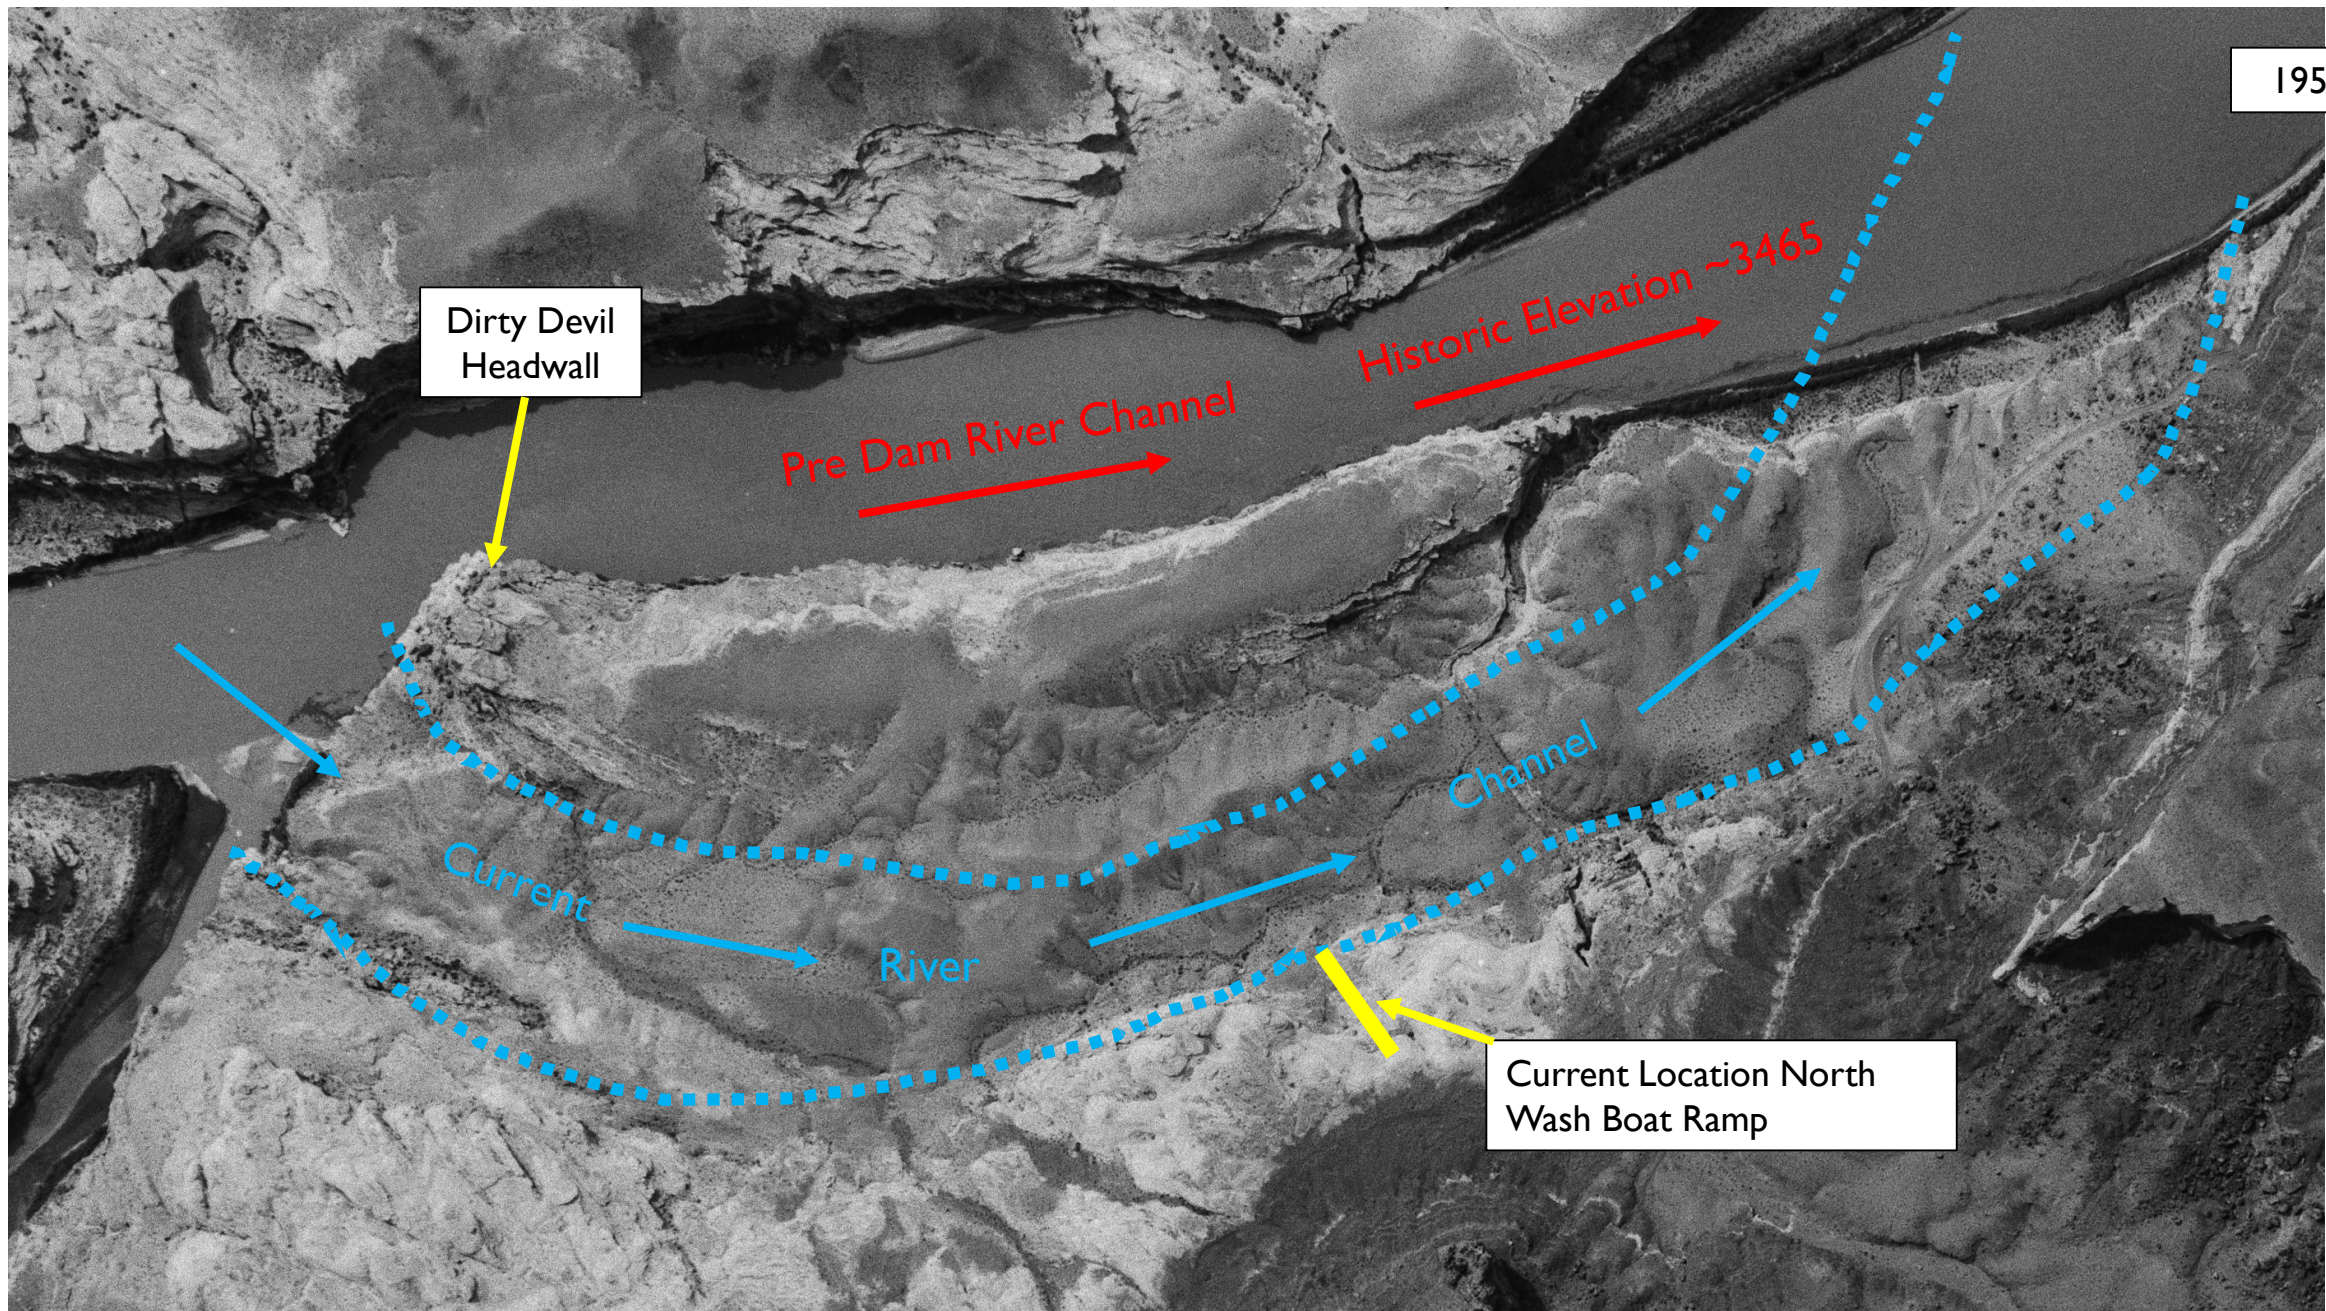 195
Dirty Devil
Headwall
Historic Elevation ~3465
Pre Dam River Channel
Channel
Current
River
Current Location North
Wash Boat Ramp